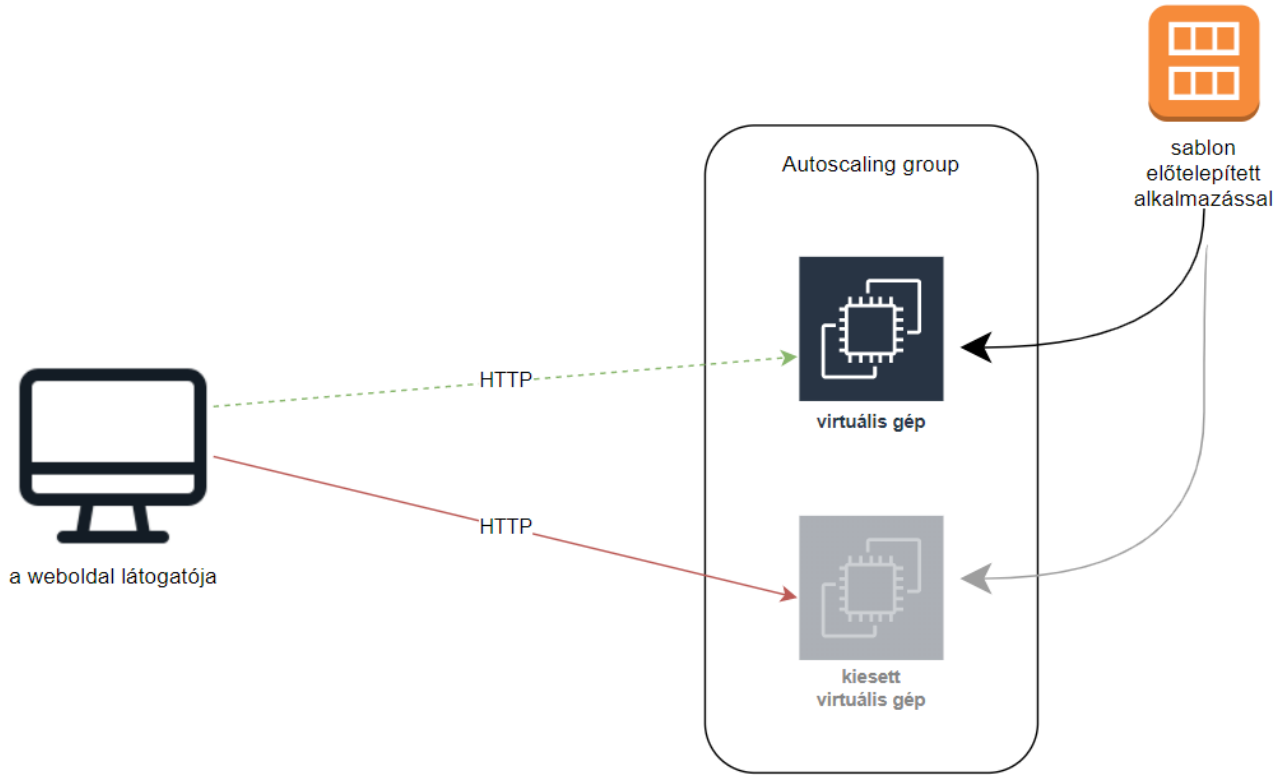 sablon
előtelepített
alkalmazással
Autoscaling group
HTTP
virtuális gép
HTTP
a weboldal látogatója
kiesett
virtuális gép